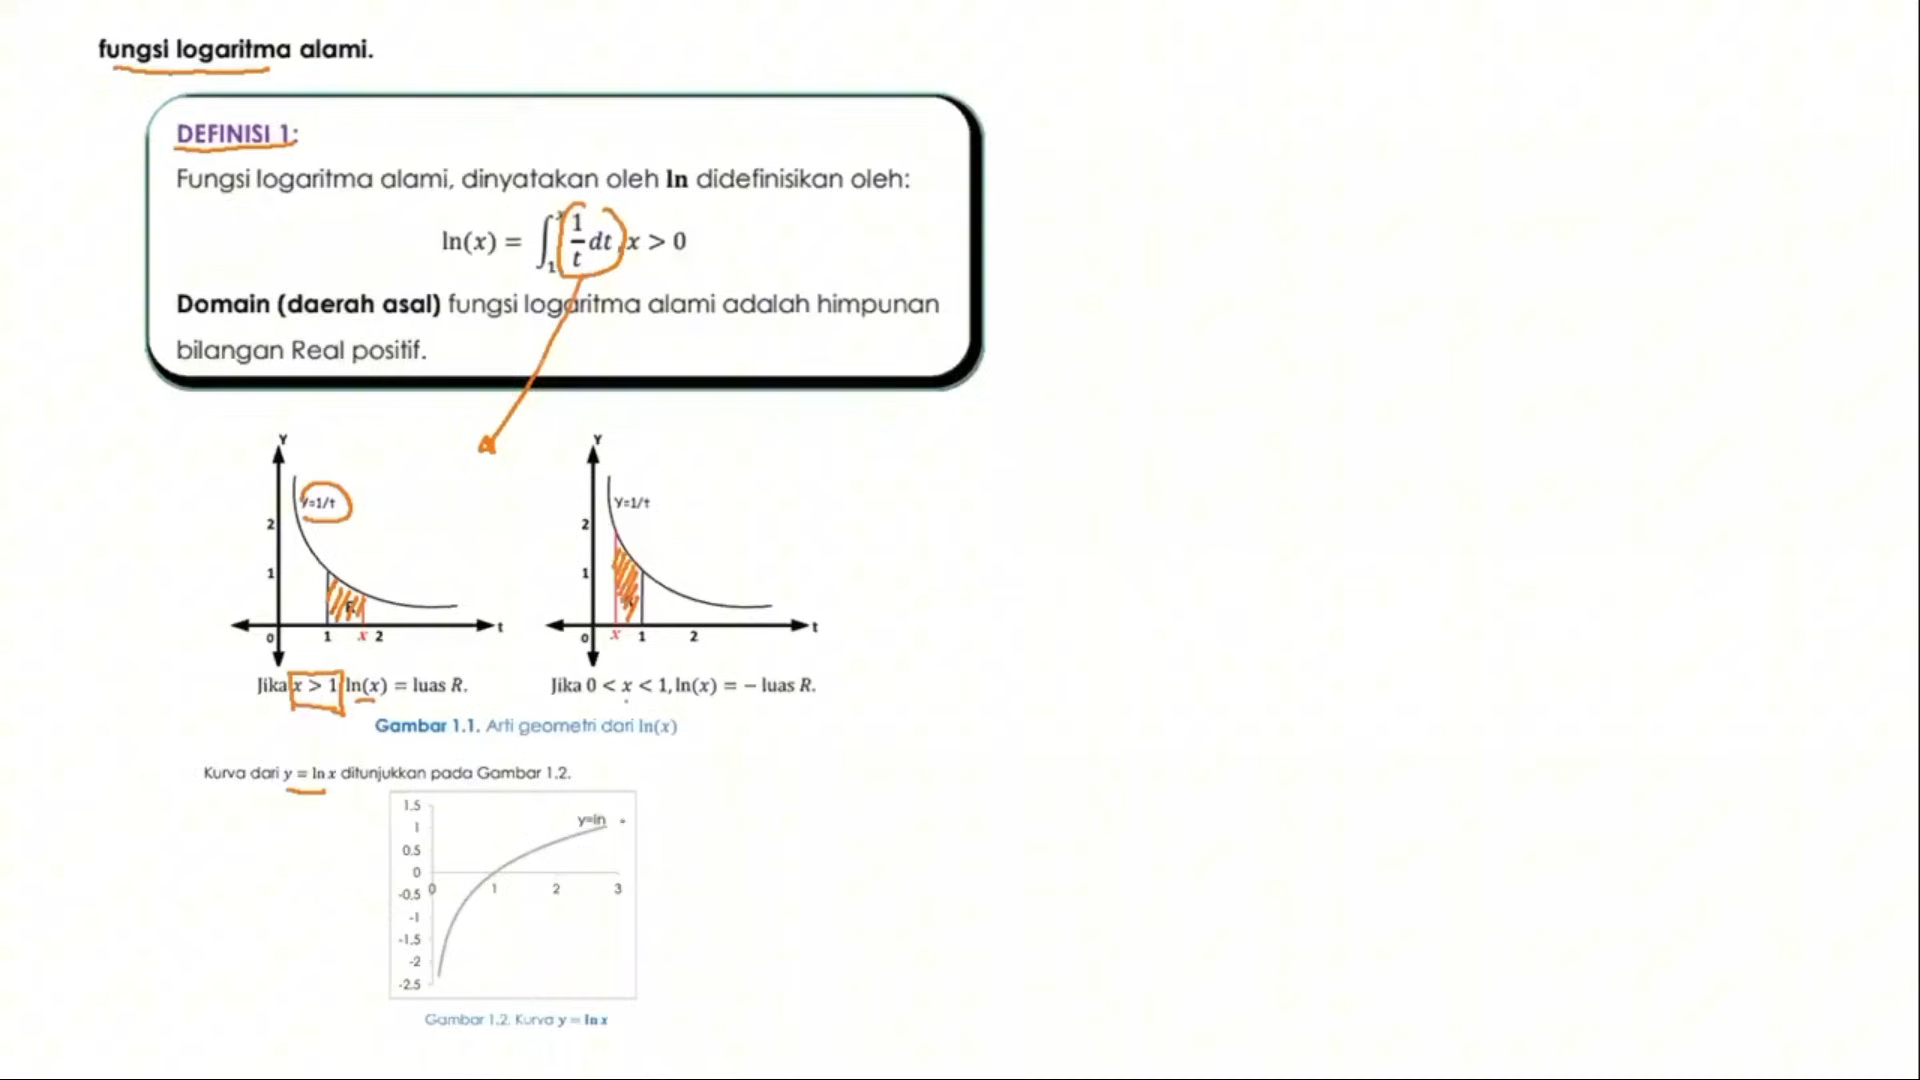 fungsi logaritma alami.
DEFINISI 1:
Fungsi logaritma alami, dinyatakan oleh ln didefinisikan oleh:
ln(x) = ∫₁ˣ 1/t dt, x > 0
Domain (daerah asal) fungsi logaritma alami adalah himpunan
bilangan Real positif.
Y
Y=1/t
2
1
0 1 x 2
t
R
Jika x > 1, ln(x) = luas R.
Y
Y=1/t
2
1
0 x 1 2
t
Jika 0 < x < 1, ln(x) = − luas R.
Gambar 1.1. Arti geometri dari ln(x)
Kurva dari y = ln x ditunjukkan pada Gambar 1.2.
1.5
1
0.5
0
-0.5
-1
-1.5
-2
-2.5
0 1 2 3
y=ln
Gambar 1.2. Kurva y = ln x